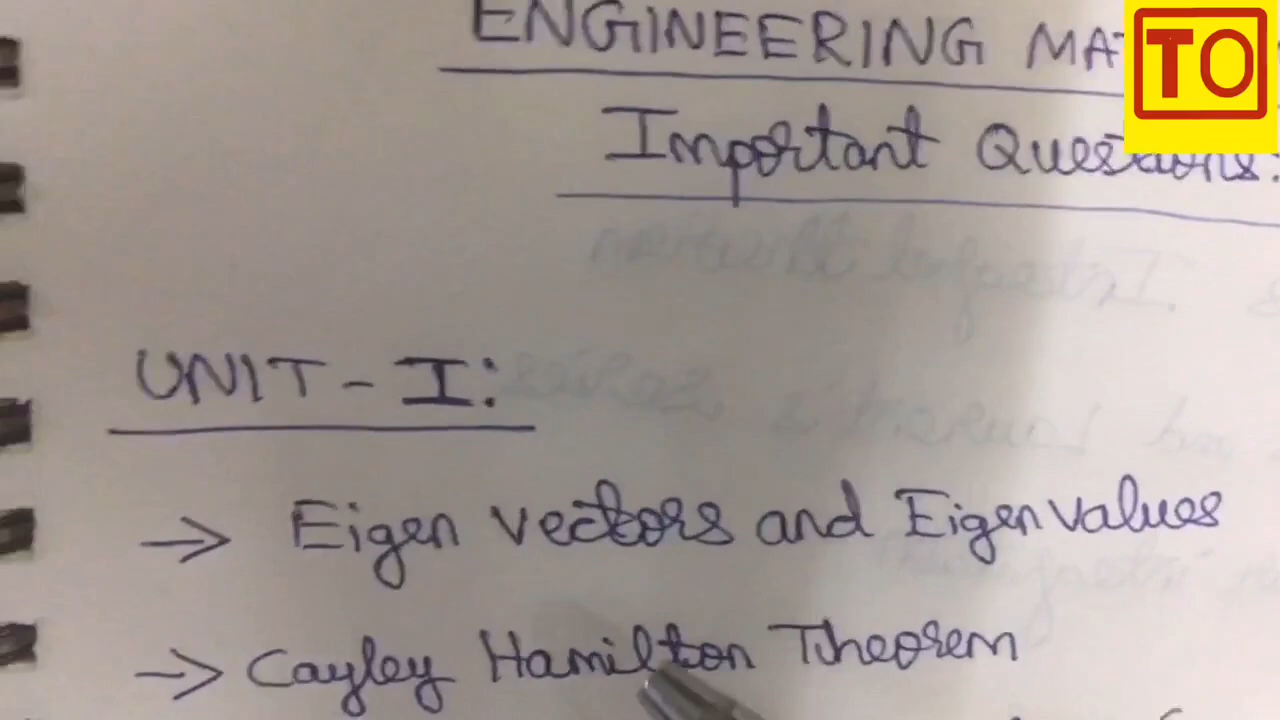 ENGINEERING MA
TO
Important Questions:
UNIT - I:
→ Eigen vectors and Eigen values
→ Cayley Hamilton Theorem